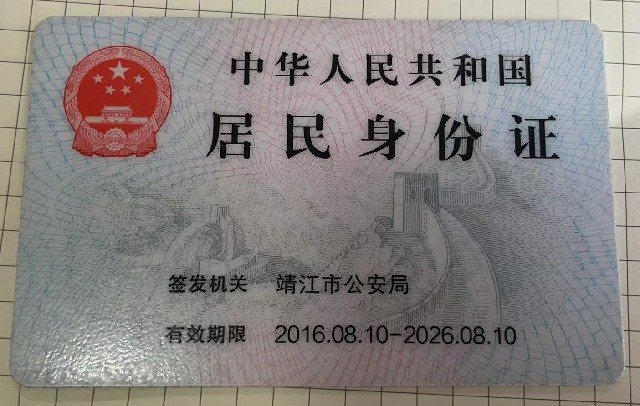 中华人民共和国
居民身份证
签发机关 靖江市公安局
有效期限 2016.08.10-2026.08.10